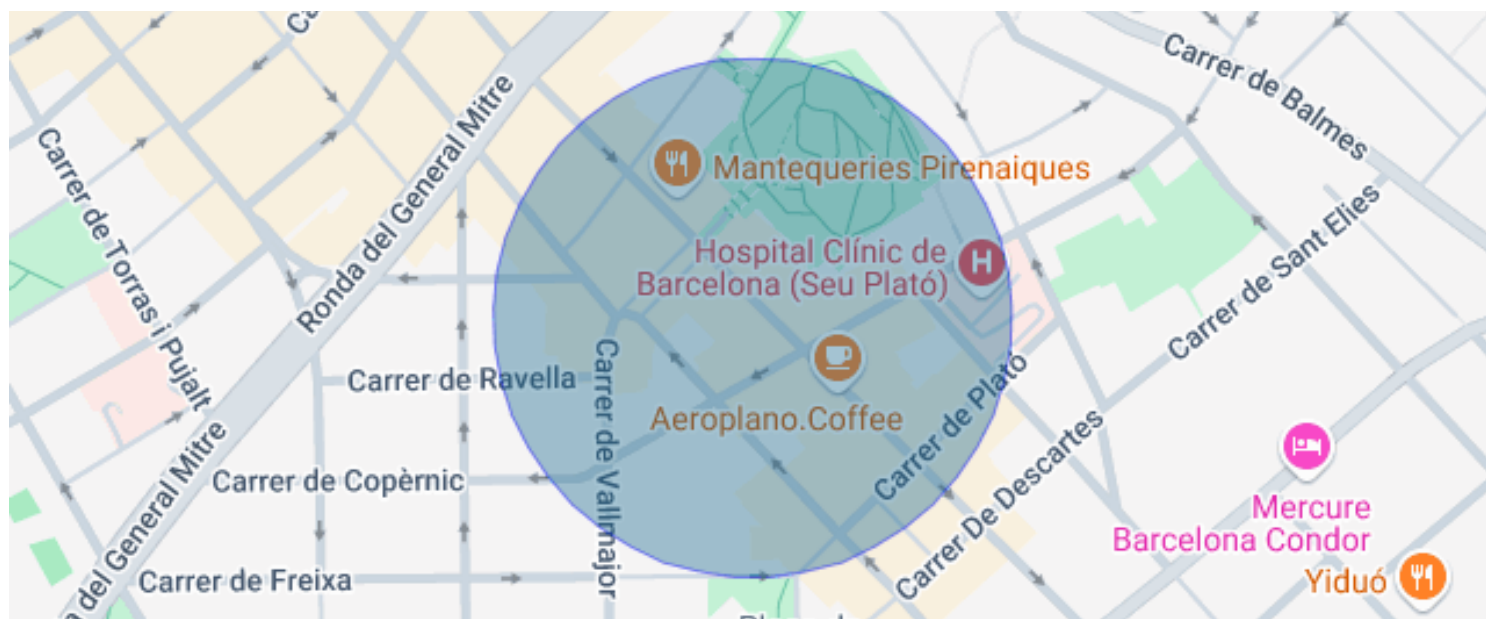 Carrer de Balmes
Carrer de Torras i Pujalt
Ronda del General Mitre
Mantequeries Pirenaiques
Hospital Clínic de
Barcelona (Seu Plató)
Carrer de Sant Elies
Carrer de Ravella
Carrer de Vallmajor
Aeroplano.Coffee
Carrer de Plató
Carrer de Copèrnic
Carrer De Descartes
Mercure
Barcelona Condor
del General Mitre
Carrer de Freixa
Yiduó